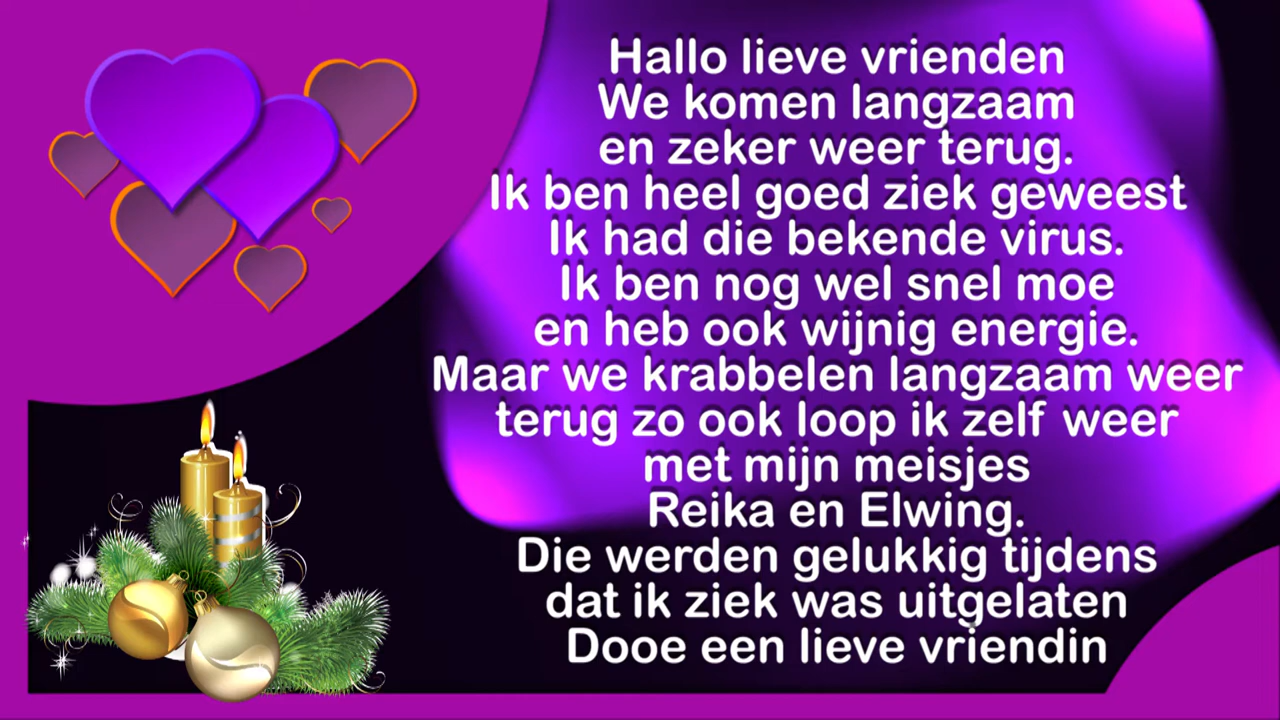 Hallo lieve vrienden
We komen langzaam
en zeker weer terug.
Ik ben heel goed ziek geweest
Ik had die bekende virus.
Ik ben nog wel snel moe
en heb ook wijnig energie.
Maar we krabbelen langzaam weer
terug zo ook loop ik zelf weer
met mijn meisjes
Reika en Elwing.
Die werden gelukkig tijdens
dat ik ziek was uitgelaten
Dooe een lieve vriendin